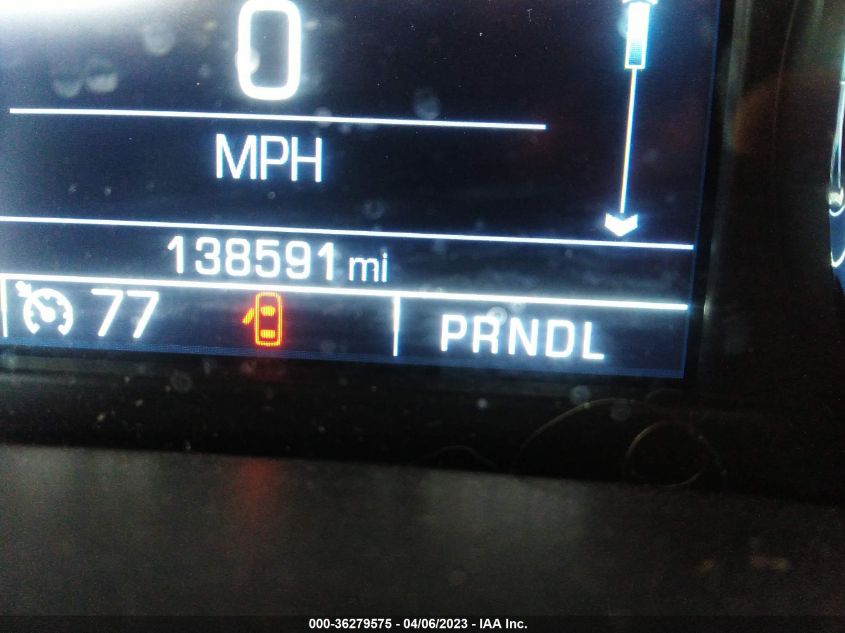 0
MPH
138591 mi
77
PRNDL
000-36279575 - 04/06/2023 - IAA Inc.